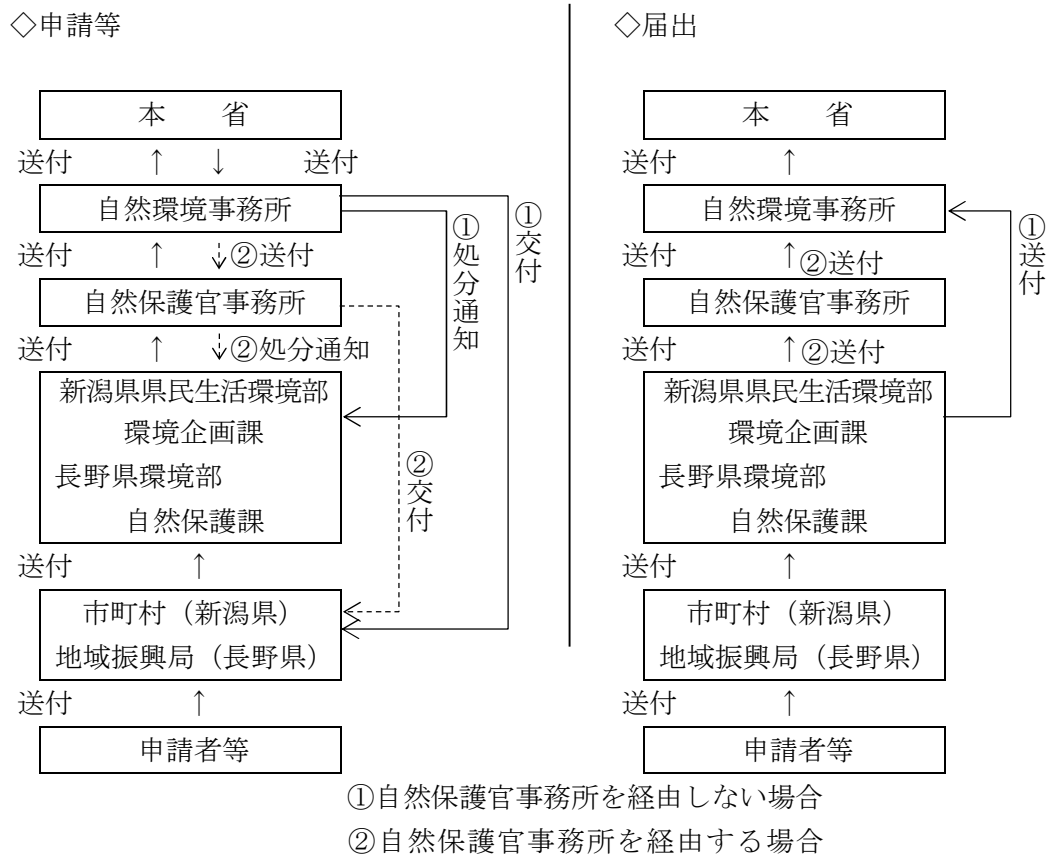 ◇申請等
本　　省
送付　↑　↓　送付
自然環境事務所
送付　↑　②送付
自然保護官事務所
送付　↑　②処分通知
新潟県県民生活環境部
環境企画課
長野県環境部
自然保護課
送付　↑
市町村（新潟県）
地域振興局（長野県）
送付　↑
申請者等
①処分通知
①交付
②交付
◇届出
本　　省
送付　↑
自然環境事務所
送付　↑②送付
自然保護官事務所
送付　↑②送付
新潟県県民生活環境部
環境企画課
長野県環境部
自然保護課
送付　↑
市町村（新潟県）
地域振興局（長野県）
送付　↑
申請者等
①送付
①自然保護官事務所を経由しない場合
②自然保護官事務所を経由する場合